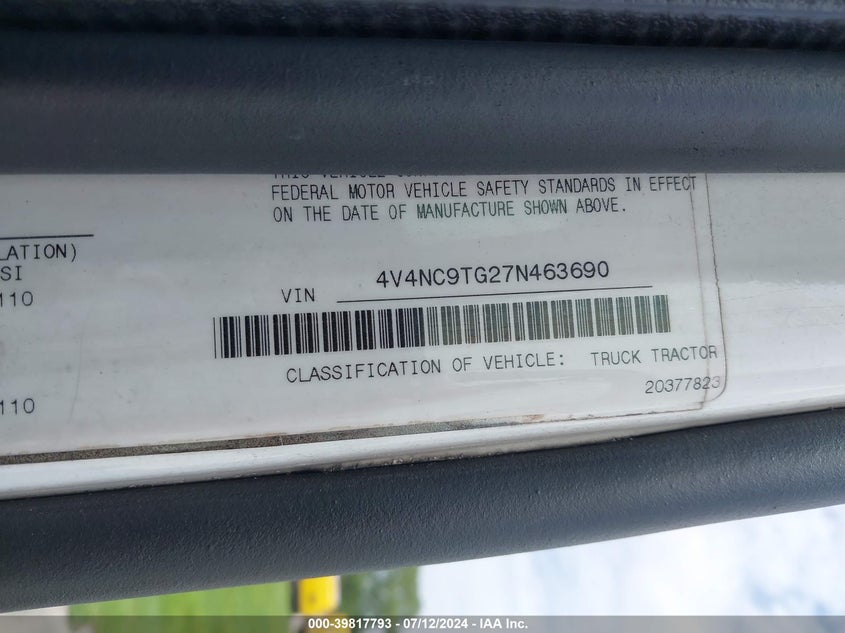 FEDERAL MOTOR VEHICLE SAFETY STANDARDS IN EFFECT
ON THE DATE OF MANUFACTURE SHOWN ABOVE.
LATION)
SI
110
VIN 4V4NC9TG27N463690
CLASSIFICATION OF VEHICLE: TRUCK TRACTOR
110
20377823
000-39817793 - 07/12/2024 - IAA Inc.